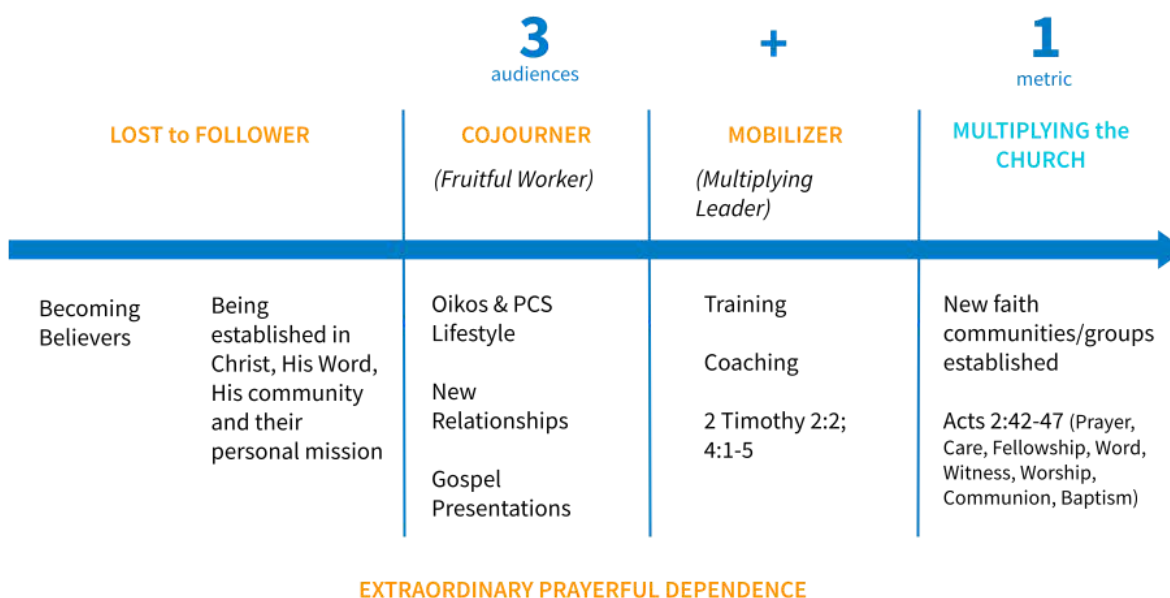 3
+
1
audiences
metric
LOST to FOLLOWER
COJOURNER
(Fruitful Worker)
MOBILIZER
(Multiplying
Leader)
MULTIPLYING the
CHURCH
Becoming
Believers
Being
established in
Christ, His Word,
His community
and their
personal mission
Oikos & PCS
Lifestyle
New
Relationships
Gospel
Presentations
Training
Coaching
2 Timothy 2:2;
4:1-5
New faith
communities/groups
established
Acts 2:42-47 (Prayer,
Care, Fellowship, Word,
Witness, Worship,
Communion, Baptism)
EXTRAORDINARY PRAYERFUL DEPENDENCE